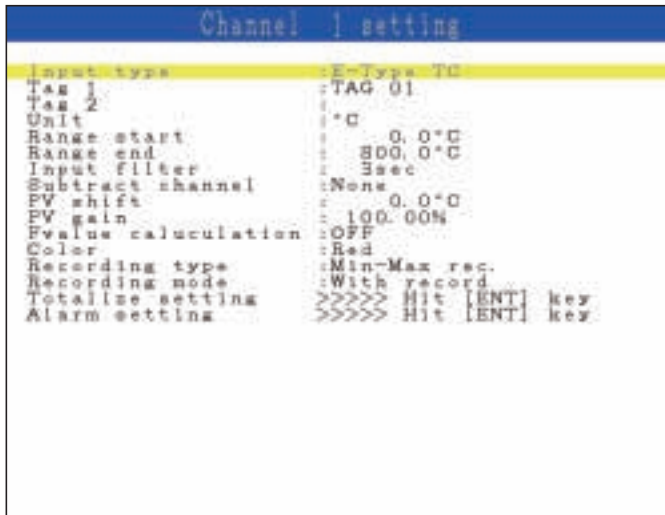 Channel 1 setting
Input type :E-Type TC
Tag 1 :TAG 01
Tag 2 :
Unit :°C
Range start : 0.0°C
Range end : 800.0°C
Input filter : 3sec
Subtract channel :None
PV shift : 0.0°C
PV gain : 100.00%
Fvalue caluculation :OFF
Color :Red
Recording type :Min-Max rec.
Recording mode :With record
Totalize setting >>>>> Hit [ENT] key
Alarm setting >>>>> Hit [ENT] key